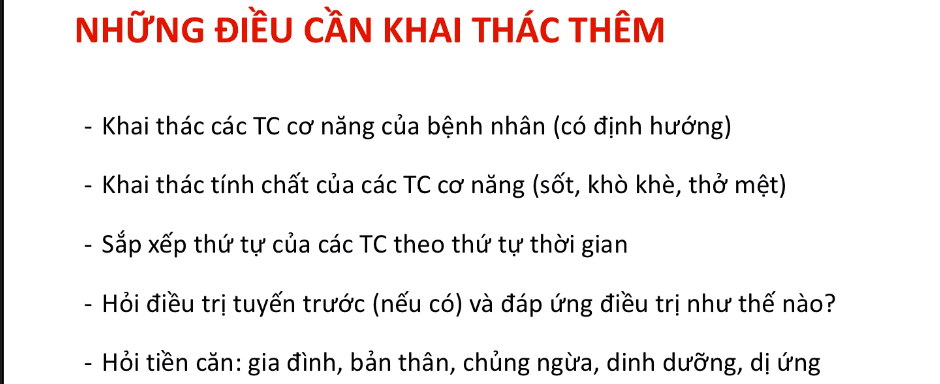 NHỮNG ĐIỀU CẦN KHAI THÁC THÊM
- Khai thác các TC cơ năng của bệnh nhân (có định hướng)
- Khai thác tính chất của các TC cơ năng (sốt, khò khè, thở mệt)
- Sắp xếp thứ tự của các TC theo thứ tự thời gian
- Hỏi điều trị tuyến trước (nếu có) và đáp ứng điều trị như thế nào?
- Hỏi tiền căn: gia đình, bản thân, chủng ngừa, dinh dưỡng, dị ứng